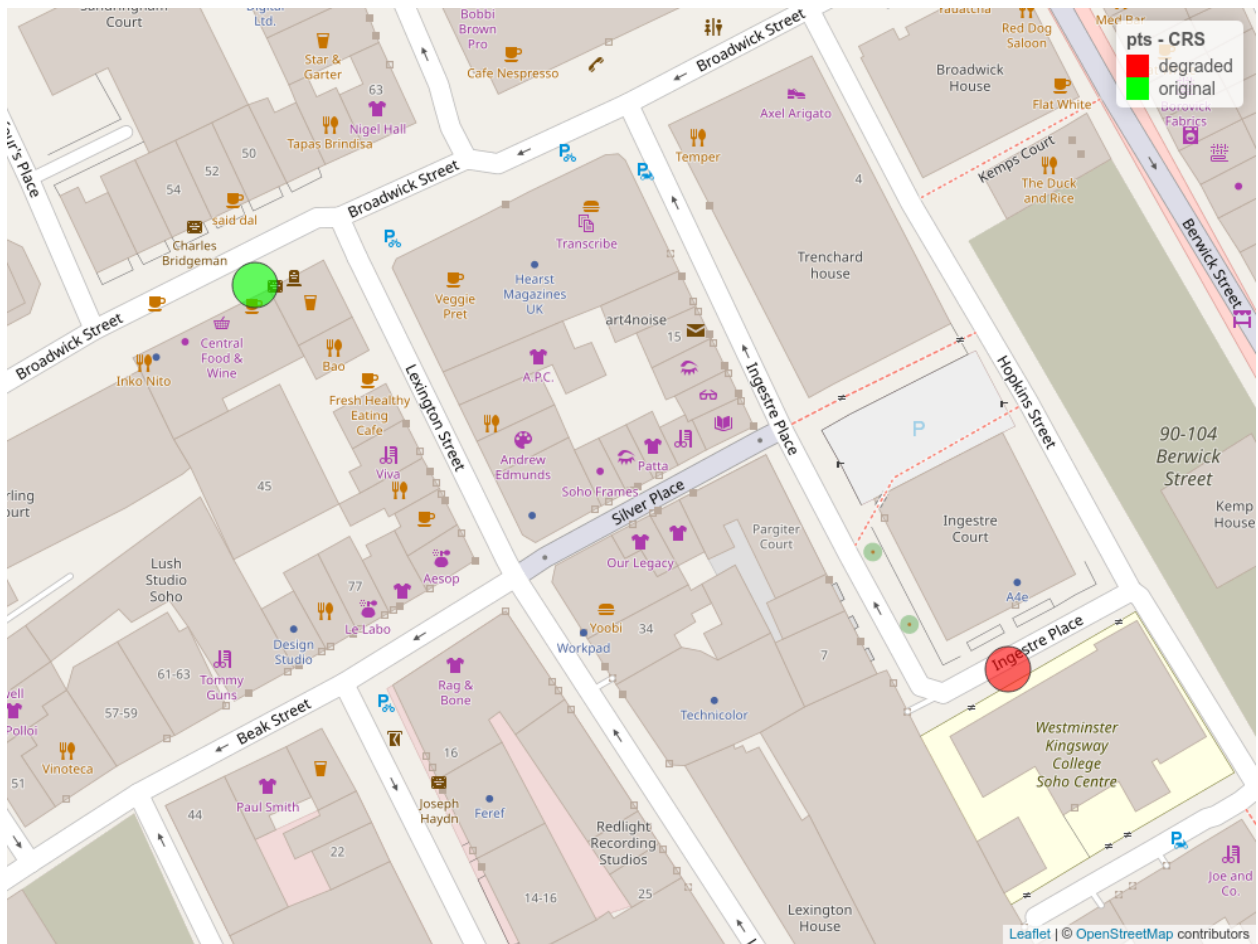 Court
Digital
Ltd.
Bobbi
Brown
Pro
Star &
Garter
Cafe Nespresso
63
Nigel Hall
Tapas Brindisa
50
52
54
said dal
Charles
Bridgeman
Broadwick Street
Broadwick Street
Broadwick Street
Axel Arigato
Temper
4
Trenchard
house
Yauatcha
Red Dog
Saloon
Med Bar
Broadwick
House
Flat White
Borovick
Fabrics
Kemps Court
The Duck
and Rice
Berwick Street
pts - CRS
degraded
original
Transcribe
Hearst
Magazines
UK
Veggie
Pret
art4noise
15
A.P.C.
Central
Food &
Wine
Inko Nito
Bao
Fresh Healthy
Eating
Cafe
Lexington Street
Ingestre Place
Hopkins Street
P
90-104
Berwick
Street
Kemp
House
Viva
45
Andrew
Edmunds
Patta
Soho Frames
Silver Place
Our Legacy
Pargiter
Court
Ingestre
Court
A4e
Ingestre Place
Lush
Studio
Soho
77
Aesop
Le Labo
Design
Studio
Yoobi
34
Workpad
7
Technicolor
Tommy
Guns
61-63
57-59
Polloi
51
Vinoteca
Beak Street
Rag &
Bone
16
Joseph
Haydn
Feref
Paul Smith
44
22
Redlight
Recording
Studios
14-16
25
Lexington
House
Westminster
Kingsway
College
Soho Centre
Joe and
Co.
Leaflet | © OpenStreetMap contributors